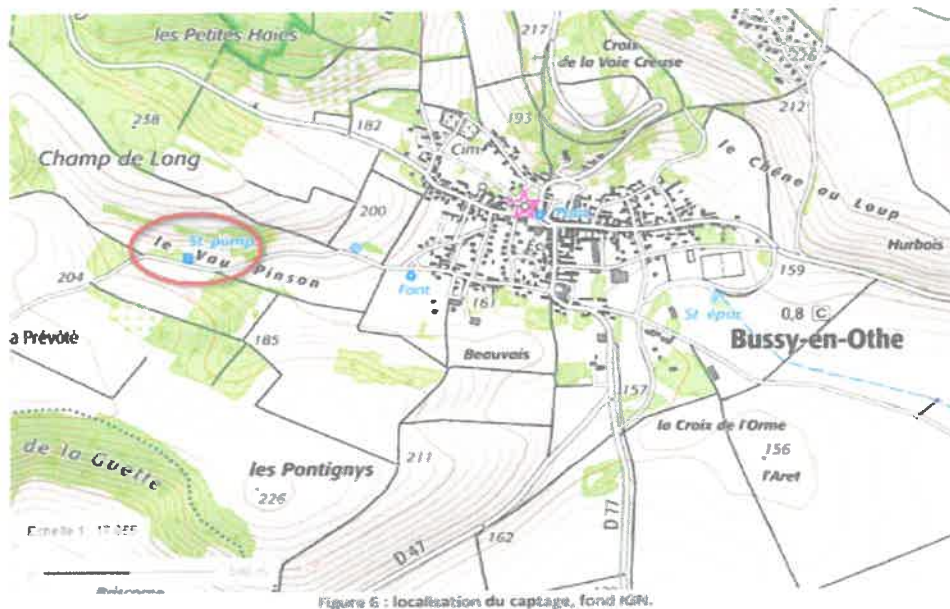 les Petites Haies
217
Croix
de la Voie Creuse
226
238
182
193
212
Cim
Champ de Long
200
le Chêne au Loup
St pomp
le Vau Pinson
Hurbois
204
Font
159
16
St épur
0,8 C
a Prévôté
185
Beauvais
Bussy-en-Othe
157
la Croix de l'Orme
de la Guette
les Pontignys
211
156
l'Aret
226
D 77
D 47
162
Figure 6 : localisation du captage, fond IGN.